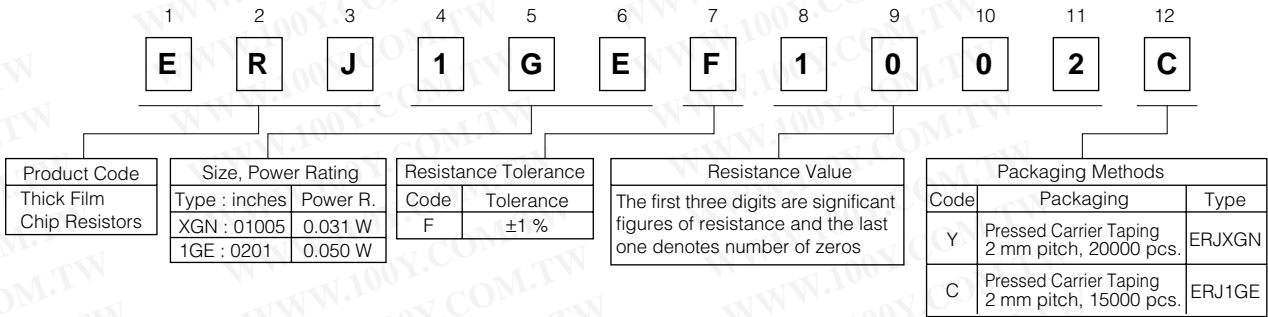 1 2 3 4 5 6 7 8 9 10 11 12
E R J 1 G E F 1 0 0 2 C
Product Code
Thick Film
Chip Resistors
Size, Power Rating
Type : inches Power R.
XGN : 01005 0.031 W
1GE : 0201 0.050 W
Resistance Tolerance
Code Tolerance
F ±1 %
Resistance Value
The first three digits are significant
figures of resistance and the last
one denotes number of zeros
Packaging Methods
Code Packaging Type
Y Pressed Carrier Taping 2 mm pitch, 20000 pcs. ERJXGN
C Pressed Carrier Taping 2 mm pitch, 15000 pcs. ERJ1GE
WWW.100Y.COM.TW